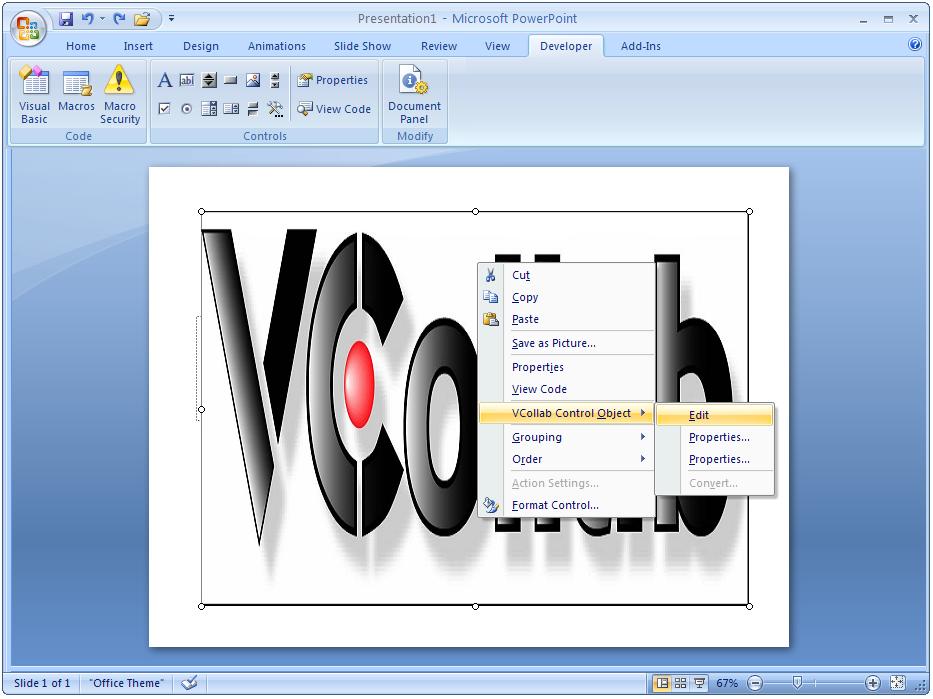 Presentation1 - Microsoft PowerPoint
Home Insert Design Animations Slide Show Review View Developer Add-Ins
A ab Properties
Visual Basic Macros Macro Security View Code Document Panel
Code Controls Modify
VCollab
Cut
Copy
Paste
Save as Picture...
Properties
View Code
VCollab Control Object
Edit
Grouping
Properties...
Order
Properties...
Action Settings...
Convert...
Format Control...
Slide 1 of 1 "Office Theme" 67%